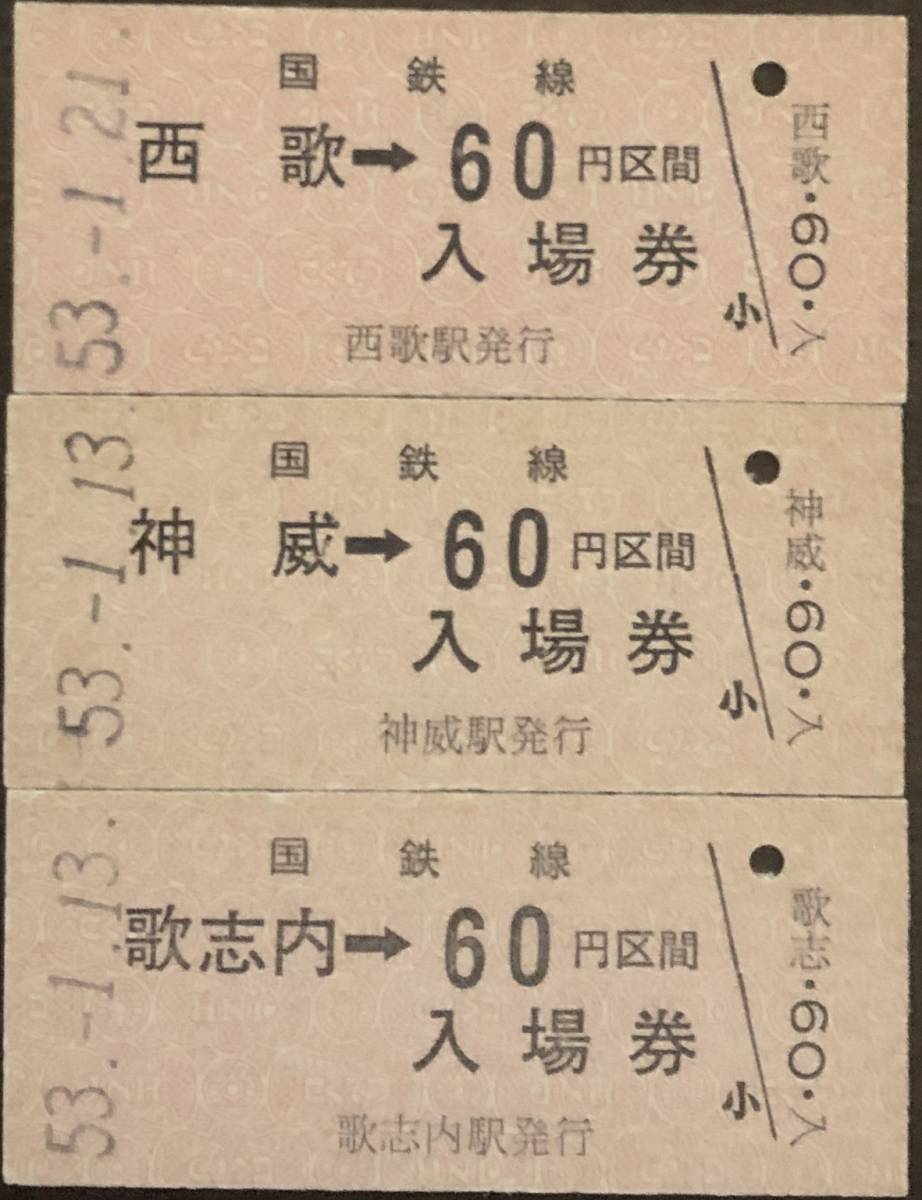 国鉄線
西歌➡60円区間
入場券
西歌駅発行
53.-1.21.
小
西歌・60・入
国鉄線
神威➡60円区間
入場券
神威駅発行
53.-1.13.
小
神威・60・入
国鉄線
歌志内➡60円区間
入場券
歌志内駅発行
53.-1.13.
小
歌志・60・入